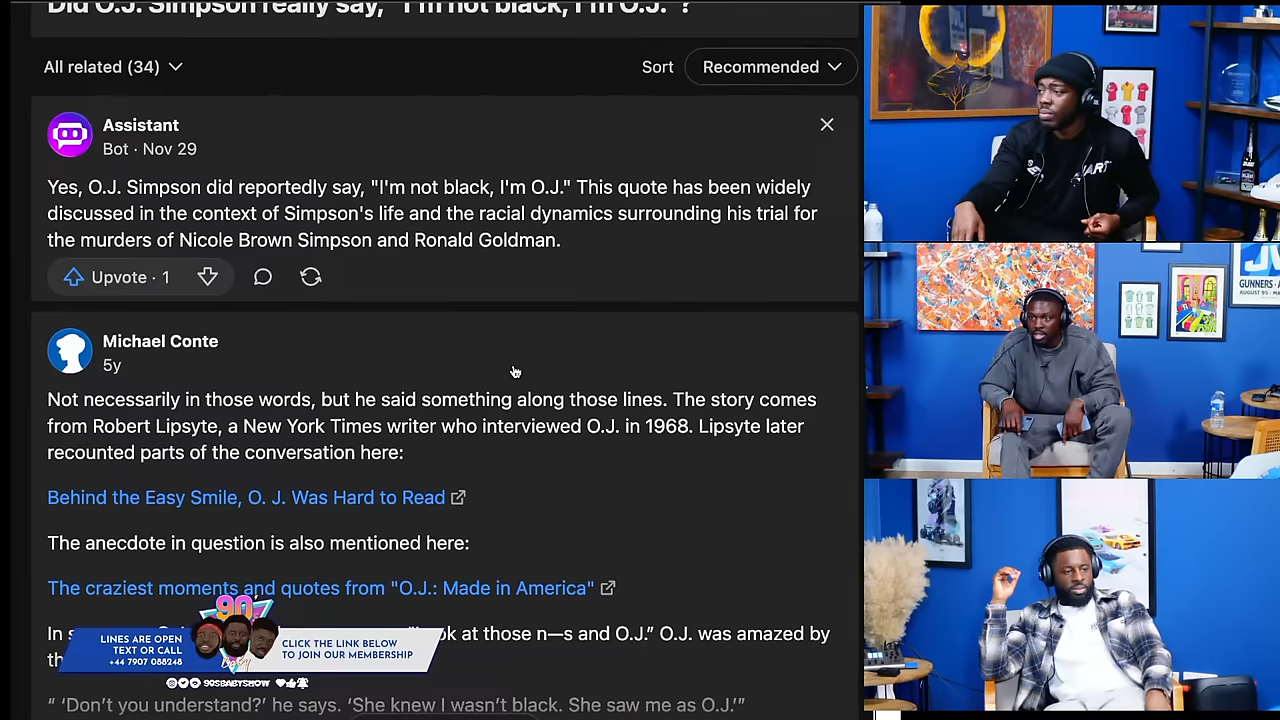 Did O.J. Simpson really say, "I'm not black, I'm O.J."?
All related (34)
Sort
Recommended
Assistant
Bot · Nov 29
Yes, O.J. Simpson did reportedly say, "I'm not black, I'm O.J." This quote has been widely
discussed in the context of Simpson's life and the racial dynamics surrounding his trial for
the murders of Nicole Brown Simpson and Ronald Goldman.
Upvote · 1
Michael Conte
5y
Not necessarily in those words, but he said something along those lines. The story comes
from Robert Lipsyte, a New York Times writer who interviewed O.J. in 1968. Lipsyte later
recounted parts of the conversation here:
Behind the Easy Smile, O. J. Was Hard to Read
The anecdote in question is also mentioned here:
The craziest moments and quotes from "O.J.: Made in America"
at those n—s and O.J.” O.J. was amazed by
“ ‘Don’t you understand?’ he says. ‘She knew I wasn’t black. She saw me as O.J.’”
90
LINES ARE OPEN
TEXT OR CALL
+44 7907 088248
CLICK THE LINK BELOW
TO JOIN OUR MEMBERSHIP
90SBABYSHOW
GUNNERS
AUGUST 95